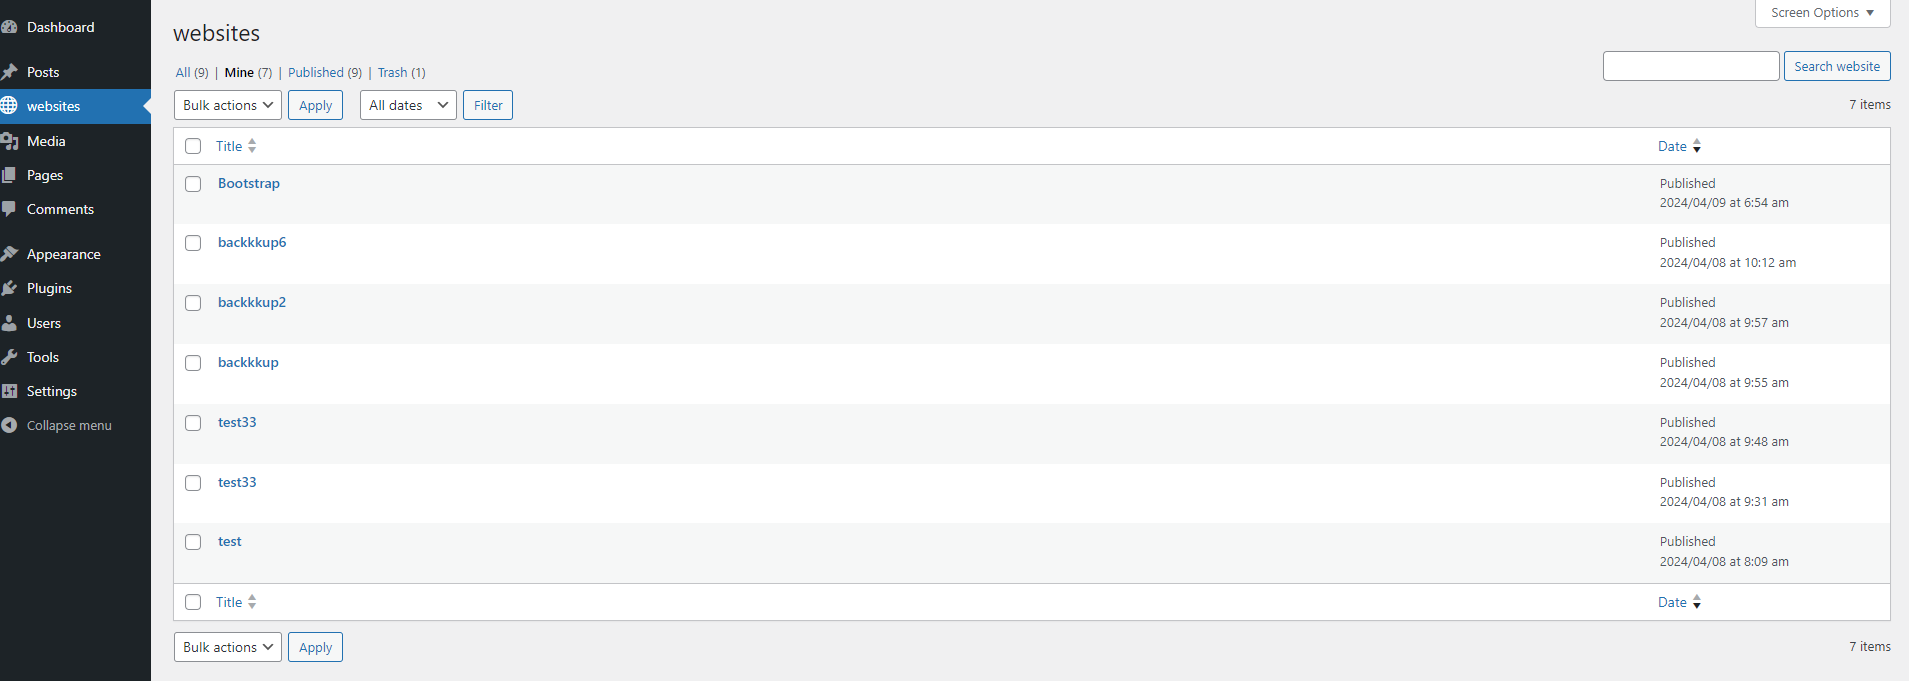 Dashboard
Posts
websites
Media
Pages
Comments
Appearance
Plugins
Users
Tools
Settings
Collapse menu
Screen Options
websites
All (9) | Mine (7) | Published (9) | Trash (1)
Search website
Bulk actions Apply All dates Filter
7 items
Title Date
Bootstrap Published
2024/04/09 at 6:54 am
backkkup6 Published
2024/04/08 at 10:12 am
backkkup2 Published
2024/04/08 at 9:57 am
backkkup Published
2024/04/08 at 9:55 am
test33 Published
2024/04/08 at 9:48 am
test33 Published
2024/04/08 at 9:31 am
test Published
2024/04/08 at 8:09 am
Title Date
Bulk actions Apply
7 items